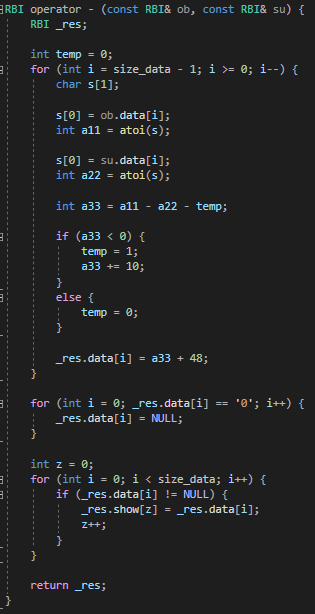 RBI operator - (const RBI& ob, const RBI& su) {
RBI _res;
int temp = 0;
for (int i = size_data - 1; i >= 0; i--) {
char s[1];
s[0] = ob.data[i];
int a11 = atoi(s);
s[0] = su.data[i];
int a22 = atoi(s);
int a33 = a11 - a22 - temp;
if (a33 < 0) {
temp = 1;
a33 += 10;
}
else {
temp = 0;
}
_res.data[i] = a33 + 48;
}
for (int i = 0; _res.data[i] == '0'; i++) {
_res.data[i] = NULL;
}
int z = 0;
for (int i = 0; i < size_data; i++) {
if (_res.data[i] != NULL) {
_res.show[z] = _res.data[i];
z++;
}
}
return _res;
}